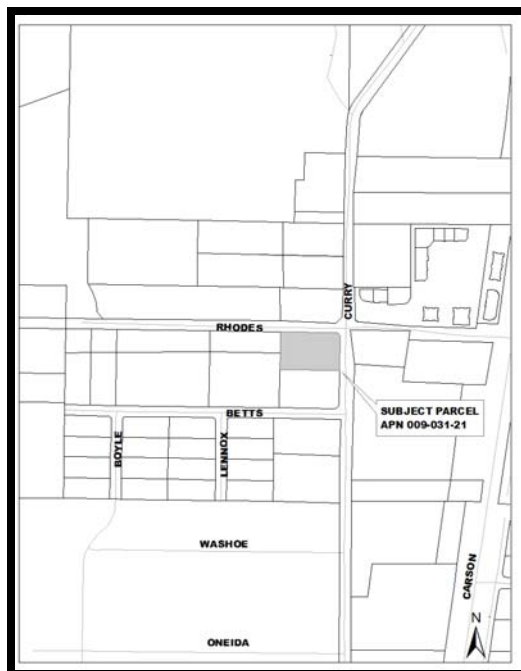 CURRY
RHODES
SUBJECT PARCEL
APN 009-031-21
BETTS
BOYLE
LENNOX
WASHOE
CARSON
N
ONEIDA